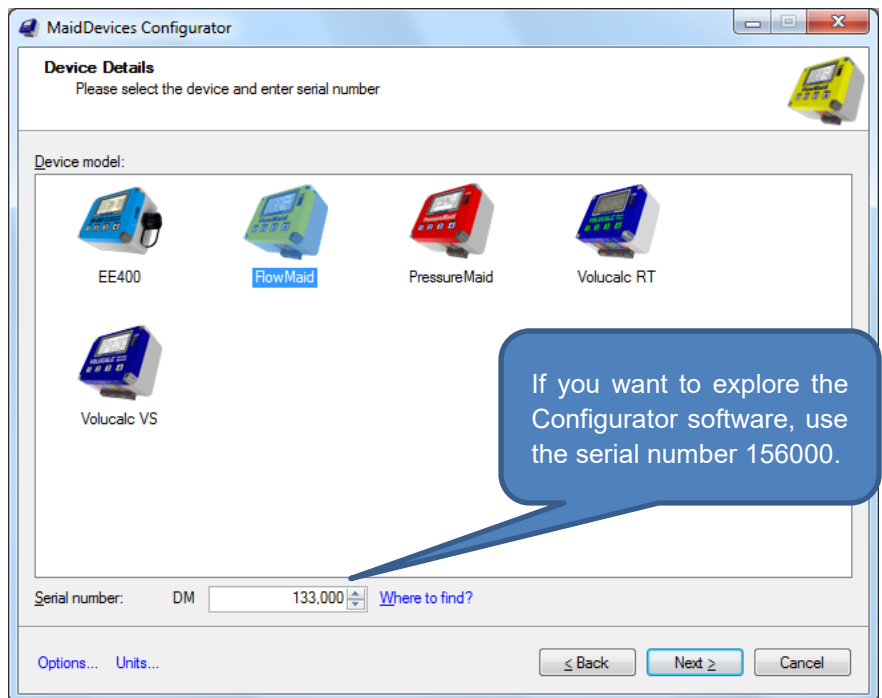 MaidDevices Configurator
Device Details
Please select the device and enter serial number
Device model:
EE400
FlowMaid
PressureMaid
Volucalc RT
Volucalc VS
If you want to explore the
Configurator software, use
the serial number 156000.
Serial number:
DM
133,000
Where to find?
Options...
Units...
< Back
Next >
Cancel